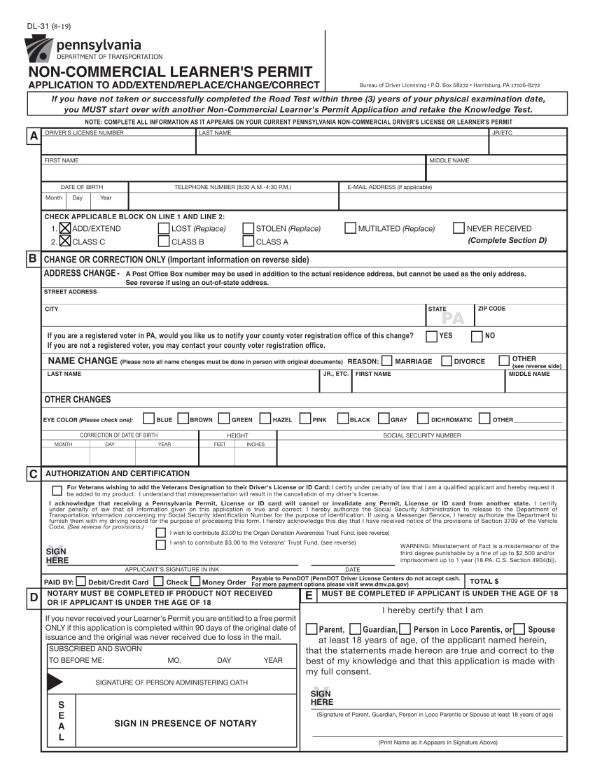 DL-31 (8-19)
pennsylvania
DEPARTMENT OF TRANSPORTATION
NON-COMMERCIAL LEARNER'S PERMIT
APPLICATION TO ADD/EXTEND/REPLACE/CHANGE/CORRECT
Bureau of Driver Licensing • P.O. Box 68272 • Harrisburg, PA 17106-8272
If you have not taken or successfully completed the Road Test within three (3) years of your physical examination date,
you MUST start over with another Non-Commercial Learner's Permit Application and retake the Knowledge Test.
NOTE: COMPLETE ALL INFORMATION AS IT APPEARS ON YOUR CURRENT PENNSYLVANIA NON-COMMERCIAL DRIVER'S LICENSE OR LEARNER'S PERMIT
A DRIVER'S LICENSE NUMBER LAST NAME JR/ETC.
FIRST NAME MIDDLE NAME
DATE OF BIRTH TELEPHONE NUMBER (8:00 A.M.-4:30 P.M.) E-MAIL ADDRESS (if applicable)
Month Day Year
CHECK APPLICABLE BLOCK ON LINE 1 AND LINE 2:
1. X ADD/EXTEND LOST (Replace) STOLEN (Replace) MUTILATED (Replace) NEVER RECEIVED
2. X CLASS C CLASS B CLASS A (Complete Section D)
B CHANGE OR CORRECTION ONLY (Important information on reverse side)
ADDRESS CHANGE - A Post Office Box number may be used in addition to the actual residence address, but cannot be used as the only address.
See reverse if using an out-of-state address.
STREET ADDRESS
CITY STATE PA ZIP CODE
If you are a registered voter in PA, would you like us to notify your county voter registration office of this change? YES NO
If you are not a registered voter, you may contact your county voter registration office.
NAME CHANGE (Please note all name changes must be done in person with original documents) REASON: MARRIAGE DIVORCE OTHER
(see reverse side)
LAST NAME JR., ETC. FIRST NAME MIDDLE NAME
OTHER CHANGES
EYE COLOR (Please check one): BLUE BROWN GREEN HAZEL PINK BLACK GRAY DICHROMATIC OTHER
CORRECTION OF DATE OF BIRTH HEIGHT SOCIAL SECURITY NUMBER
MONTH DAY YEAR FEET INCHES
C AUTHORIZATION AND CERTIFICATION
For Veterans wishing to add the Veterans Designation to their Driver's License or ID Card: I certify under penalty of law that I am a qualified applicant and hereby request it
be added to my product. I understand that misrepresentation will result in the cancellation of my driver's license.
I acknowledge that receiving a Pennsylvania Permit, License or ID card will cancel or invalidate any Permit, License or ID card from another state. I certify
under penalty of law that all information given on this application is true and correct. I hereby authorize the Social Security Administration to release to the Department of
Transportation information concerning my Social Security Identification Number for the purpose of identification. If using a Messenger Service, I hereby authorize the Department to
furnish them with my driving record for the purpose of processing this form. I hereby acknowledge this day that I have received notice of the provisions of Section 3709 of the Vehicle
Code. (See reverse for provisions.)
I wish to contribute $3.00 to the Organ Donation Awareness Trust Fund. (see reverse)
I wish to contribute $3.00 to the Veterans' Trust Fund. (see reverse)
WARNING: Misstatement of Fact is a misdemeanor of the
third degree punishable by a fine of up to $2,500 and/or
imprisonment up to 1 year (18 PA. C.S. Section 4904(b)).
SIGN
HERE
APPLICANT'S SIGNATURE IN INK DATE
PAID BY: Debit/Credit Card Check Money Order Payable to PennDOT (PennDOT Driver License Centers do not accept cash.
For more payment options please visit www.dmv.pa.gov) TOTAL $
D NOTARY MUST BE COMPLETED IF PRODUCT NOT RECEIVED
OR IF APPLICANT IS UNDER THE AGE OF 18
If you never received your Learner's Permit you are entitled to a free permit
ONLY if this application is completed within 90 days of the original date of
issuance and the original was never received due to loss in the mail.
SUBSCRIBED AND SWORN
TO BEFORE ME: MO. DAY YEAR
SIGNATURE OF PERSON ADMINISTERING OATH
S
E
A
L
SIGN IN PRESENCE OF NOTARY
E MUST BE COMPLETED IF APPLICANT IS UNDER THE AGE OF 18
I hereby certify that I am
Parent, Guardian, Person in Loco Parentis, or Spouse
at least 18 years of age, of the applicant named herein,
that the statements made hereon are true and correct to the
best of my knowledge and that this application is made with
my full consent.
SIGN
HERE
(Signature of Parent, Guardian, Person in Loco Parentis or Spouse at least 18 years of age)
(Print Name as It Appears in Signature Above)